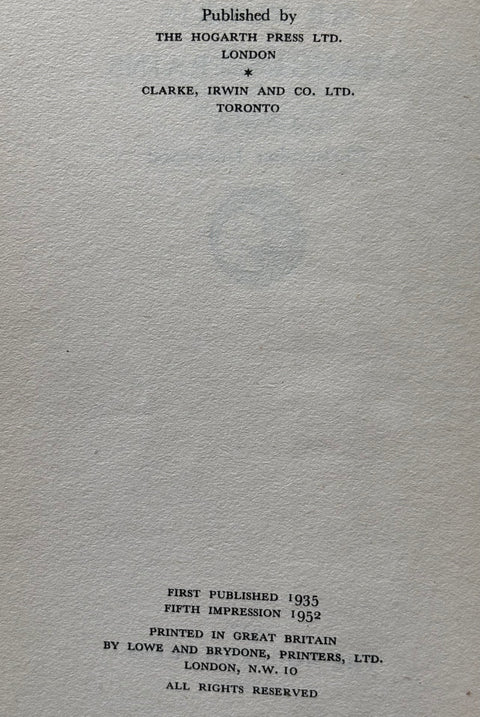 Published by
THE HOGARTH PRESS LTD.
LONDON
*
CLARKE, IRWIN AND CO. LTD.
TORONTO
FIRST PUBLISHED 1935
FIFTH IMPRESSION 1952
PRINTED IN GREAT BRITAIN
BY LOWE AND BRYDONE, PRINTERS, LTD.
LONDON, N.W. 10
ALL RIGHTS RESERVED